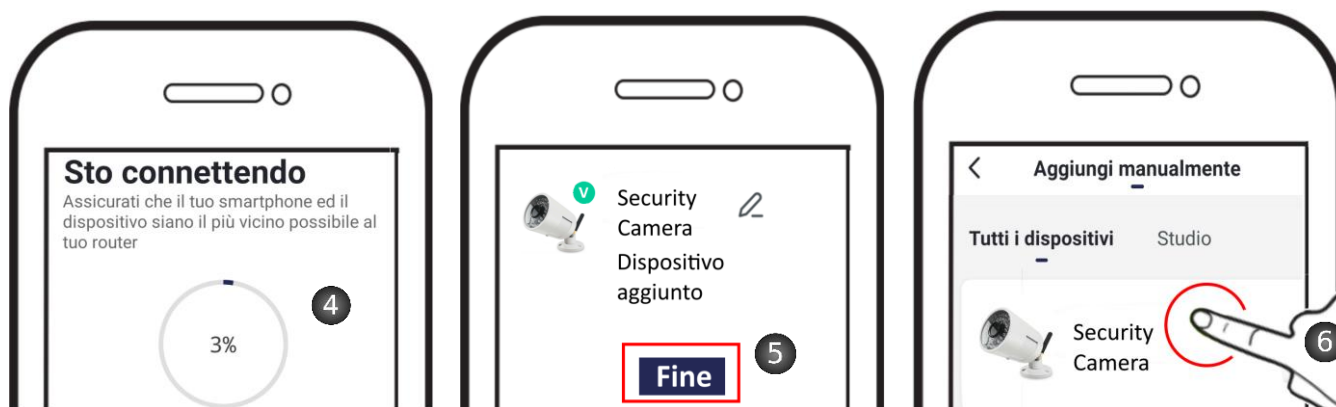 Sto connettendo
Assicurati che il tuo smartphone ed il
dispositivo siano il più vicino possibile al
tuo router
3%
4
V
Security
Camera
Dispositivo
aggiunto
Fine
5
Aggiungi manualmente
Tutti i dispositivi
Studio
Security
Camera
6